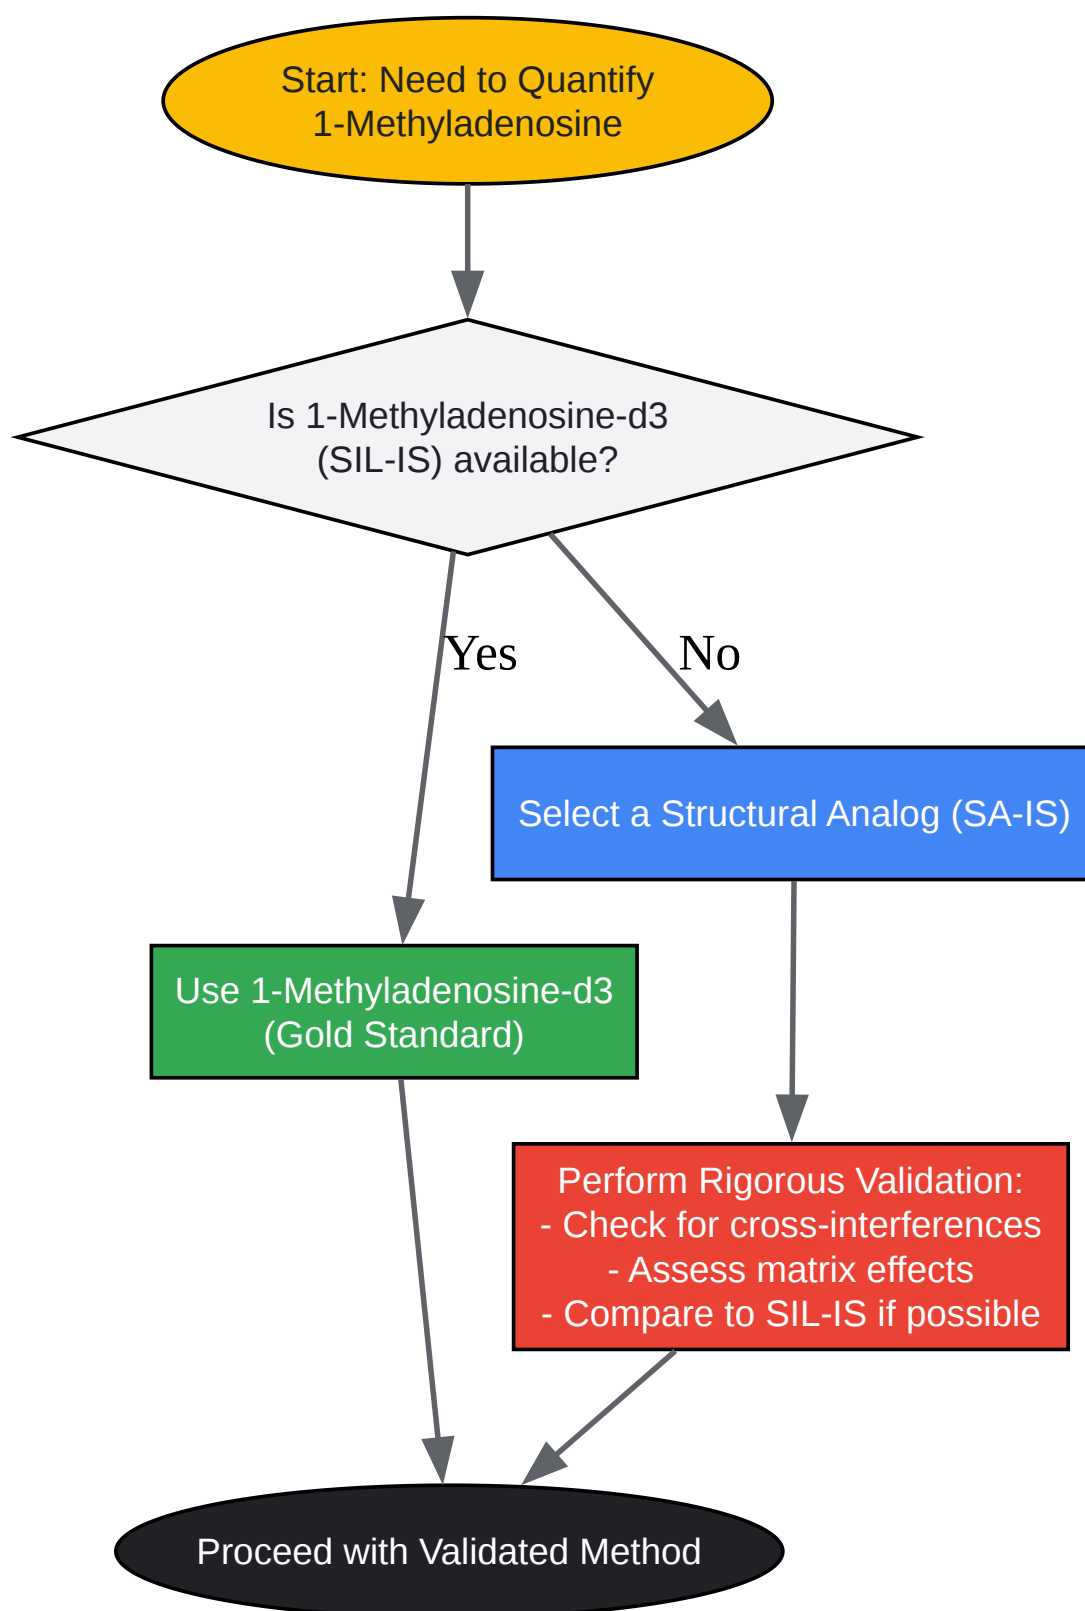 Start: Need to Quantify
1-Methyladenosine
Is 1-Methyladenosine-d3
(SIL-IS) available?
Yes
No
Select a Structural Analog (SA-IS)
Use 1-Methyladenosine-d3
(Gold Standard)
Perform Rigorous Validation:
- Check for cross-interferences
- Assess matrix effects
- Compare to SIL-IS if possible
Proceed with Validated Method